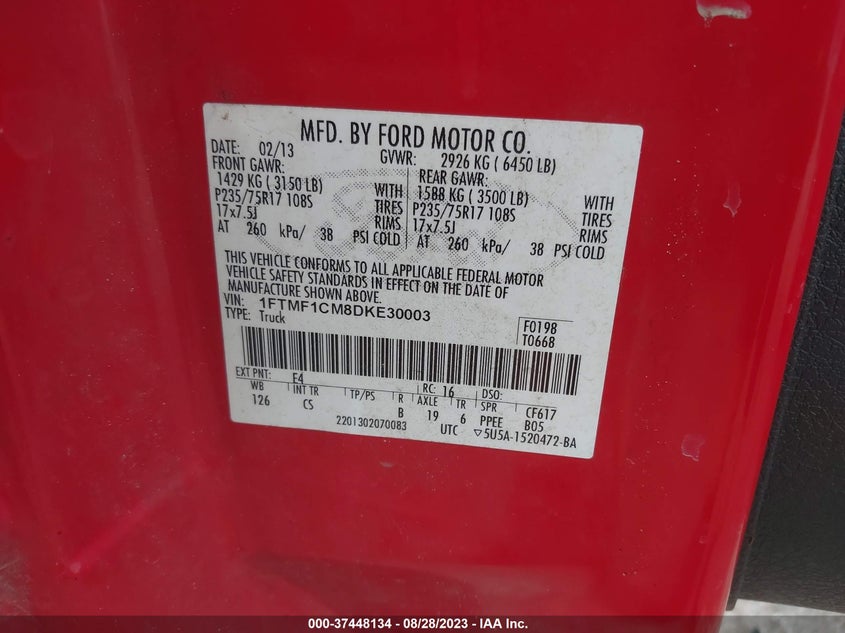 MFD. BY FORD MOTOR CO.
DATE: 02/13 GVWR: 2926 KG ( 6450 LB)
FRONT GAWR: REAR GAWR:
1429 KG ( 3150 LB) WITH 1588 KG ( 3500 LB) WITH
P235/75R17 108S TIRES P235/75R17 108S TIRES
17x7.5J RIMS 17x7.5J RIMS
AT 260 kPa/ 38 PSI COLD AT 260 kPa/ 38 PSI COLD
THIS VEHICLE CONFORMS TO ALL APPLICABLE FEDERAL MOTOR
VEHICLE SAFETY STANDARDS IN EFFECT ON THE DATE OF
MANUFACTURE SHOWN ABOVE.
VIN: 1FTMF1CM8DKE30003 F0198
TYPE: Truck T0668
EXT PNT: F4 RC: 16 DSO:
WB INT TR TP/PS R AXLE TR SPR CF617
126 CS B 19 6 PPEE B05
2201302070083 UTC ▽5U5A-1520472-BA
000-37448134 - 08/28/2023 - Copyright © 2023 IAA, Inc.